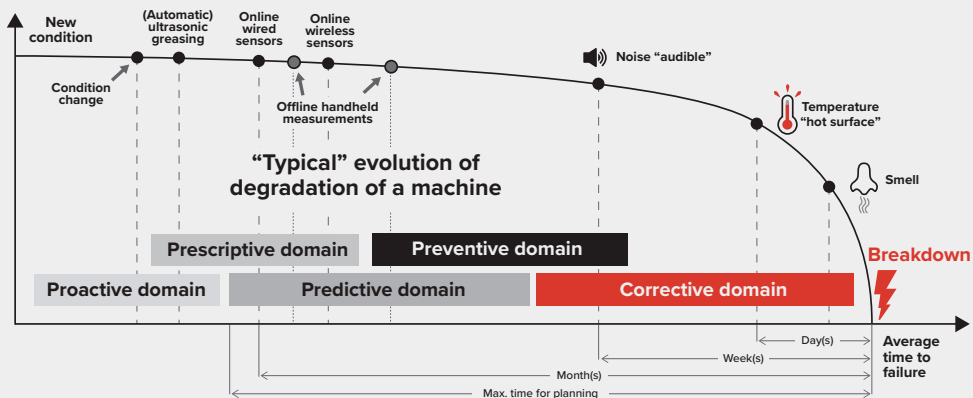 New
condition
(Automatic)
ultrasonic
greasing
Online
wired
sensors
Online
wireless
sensors
Noise “audible”
Condition
change
Offline handheld
measurements
Temperature
“hot surface”
“Typical” evolution of
degradation of a machine
Smell
Prescriptive domain
Preventive domain
Breakdown
Proactive domain
Predictive domain
Corrective domain
Day(s)
Average
time to
failure
Week(s)
Month(s)
Max. time for planning